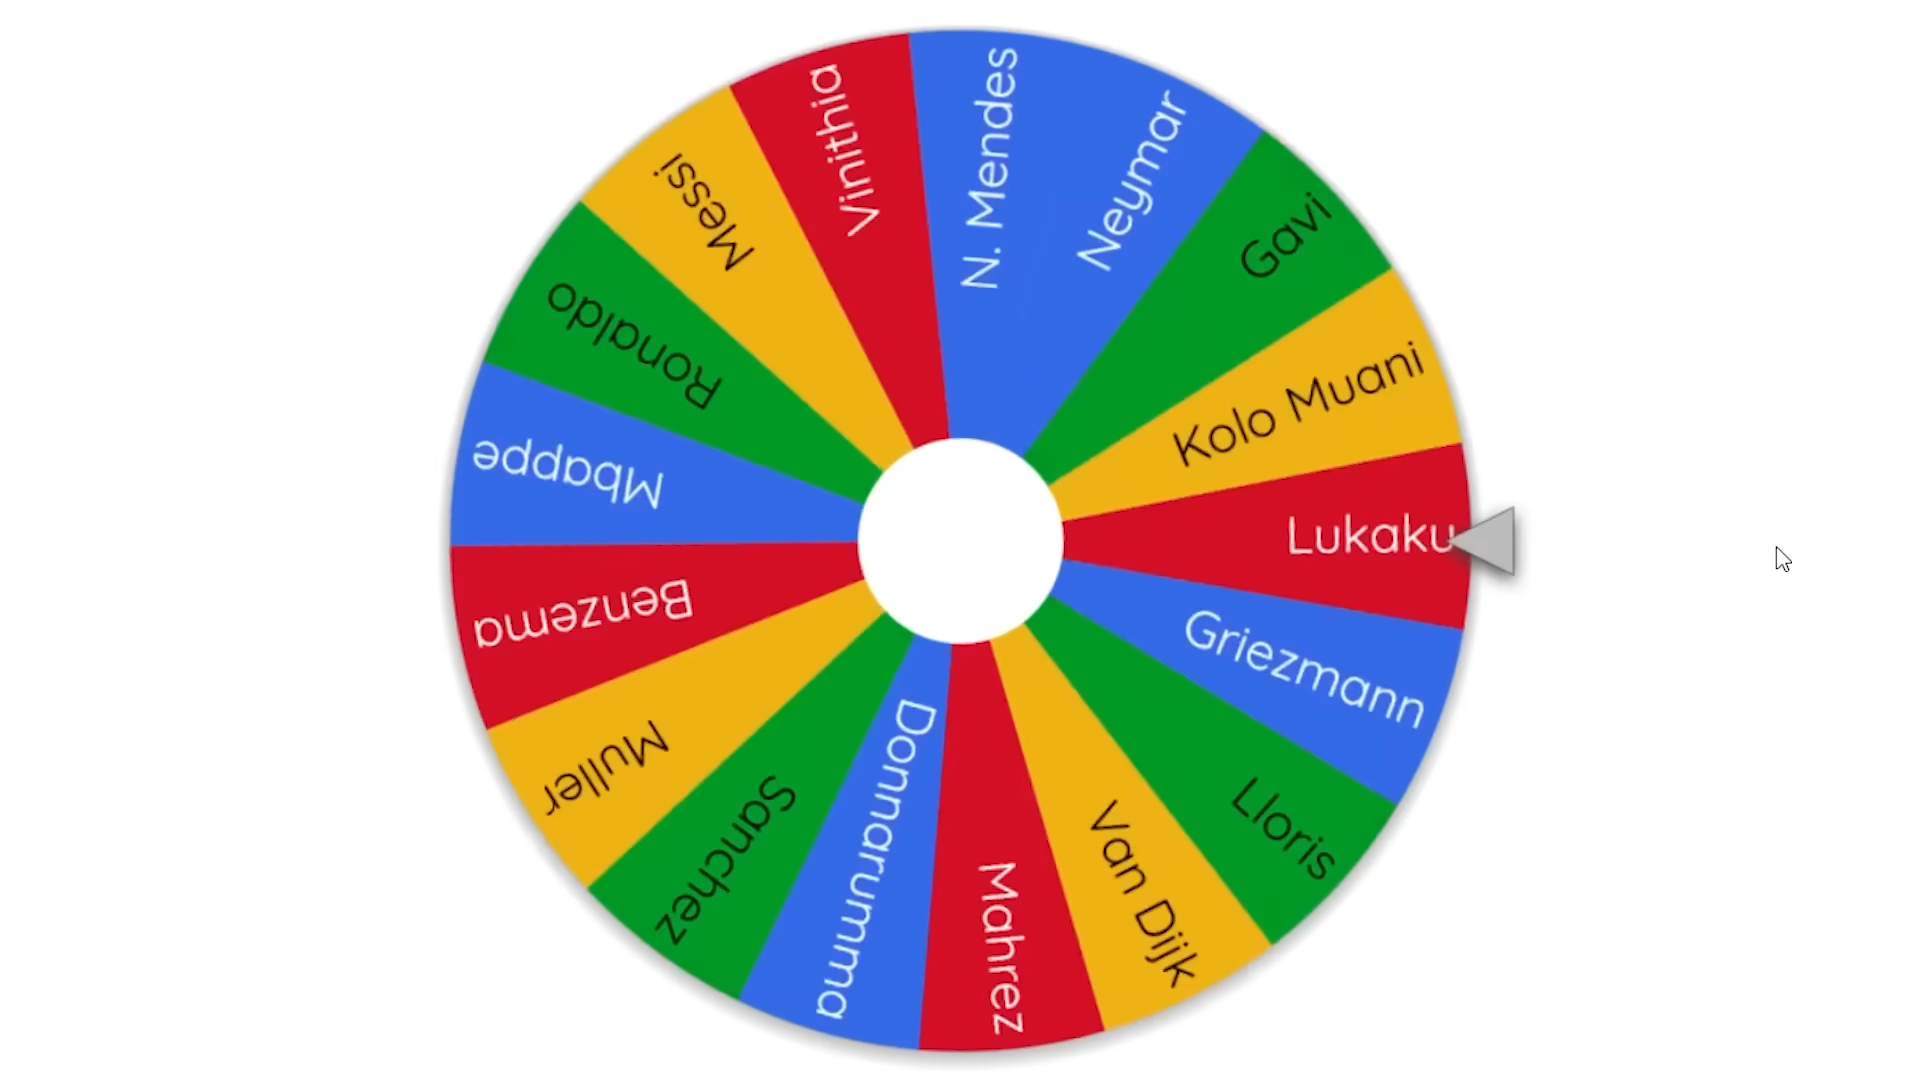 N. Mendes
Neymar
Gavi
Kolo Muani
Lukaku
Griezmann
Lloris
Van Dijk
Mahrez
Donnarumma
Sanchez
Muller
Benzema
Mbappe
Ronaldo
Messi
Vinithia